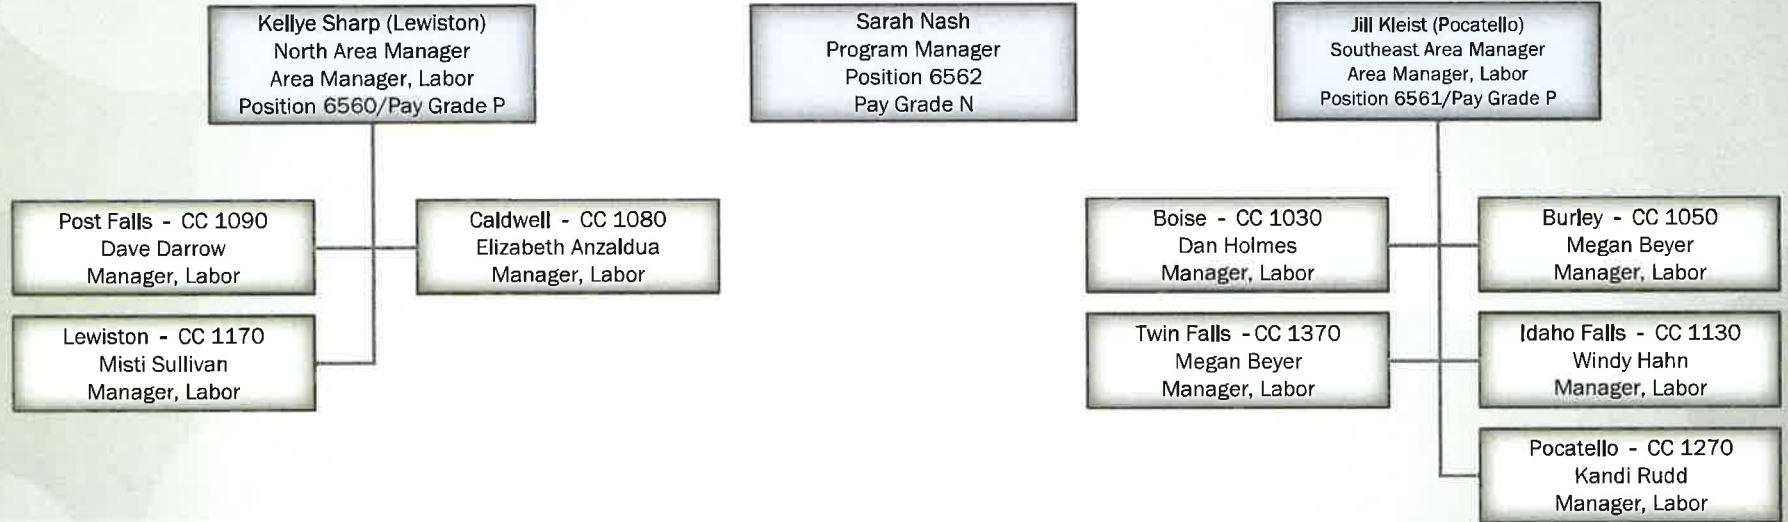 Kellye Sharp (Lewiston)
North Area Manager
Area Manager, Labor
Position 6560/Pay Grade P
Sarah Nash
Program Manager
Position 6562
Pay Grade N
Jill Kleist (Pocatello)
Southeast Area Manager
Area Manager, Labor
Position 6561/Pay Grade P
Post Falls - CC 1090
Dave Darrow
Manager, Labor
Caldwell - CC 1080
Elizabeth Anzaldua
Manager, Labor
Lewiston - CC 1170
Misti Sullivan
Manager, Labor
Boise - CC 1030
Dan Holmes
Manager, Labor
Burley - CC 1050
Megan Beyer
Manager, Labor
Twin Falls - CC 1370
Megan Beyer
Manager, Labor
Idaho Falls - CC 1130
Windy Hahn
Manager, Labor
Pocatello - CC 1270
Kandi Rudd
Manager, Labor